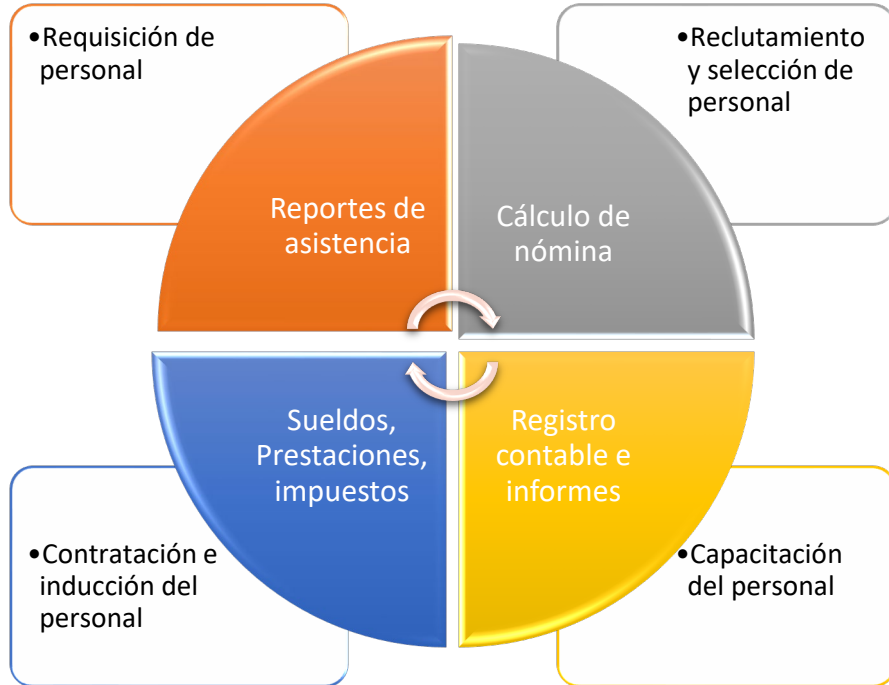 •Requisición de
personal
•Reclutamiento
y selección de
personal
Reportes de
asistencia
Cálculo de
nómina
Sueldos,
Prestaciones,
impuestos
Registro
contable e
informes
•Contratación e
inducción del
personal
•Capacitación
del personal